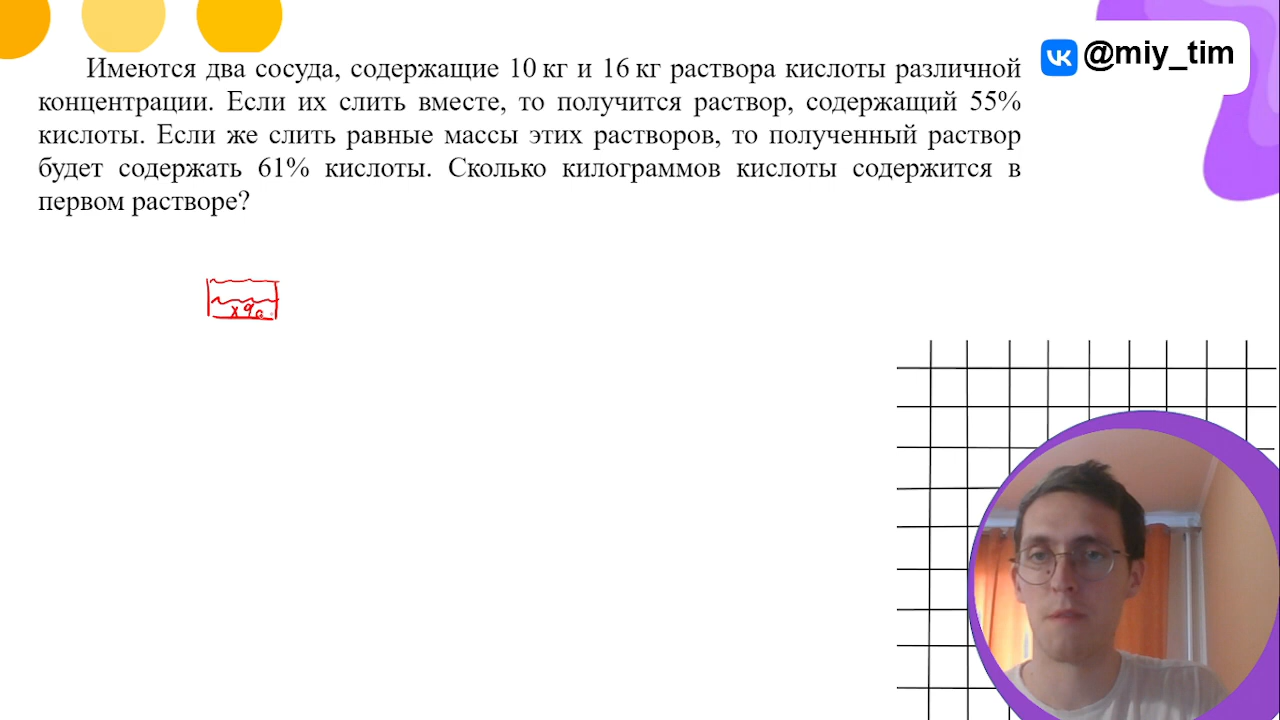 @miy_tim
Имеются два сосуда, содержащие 10 кг и 16 кг раствора кислоты различной
концентрации. Если их слить вместе, то получится раствор, содержащий 55%
кислоты. Если же слить равные массы этих растворов, то полученный раствор
будет содержать 61% кислоты. Сколько килограммов кислоты содержится в
первом растворе?
x%